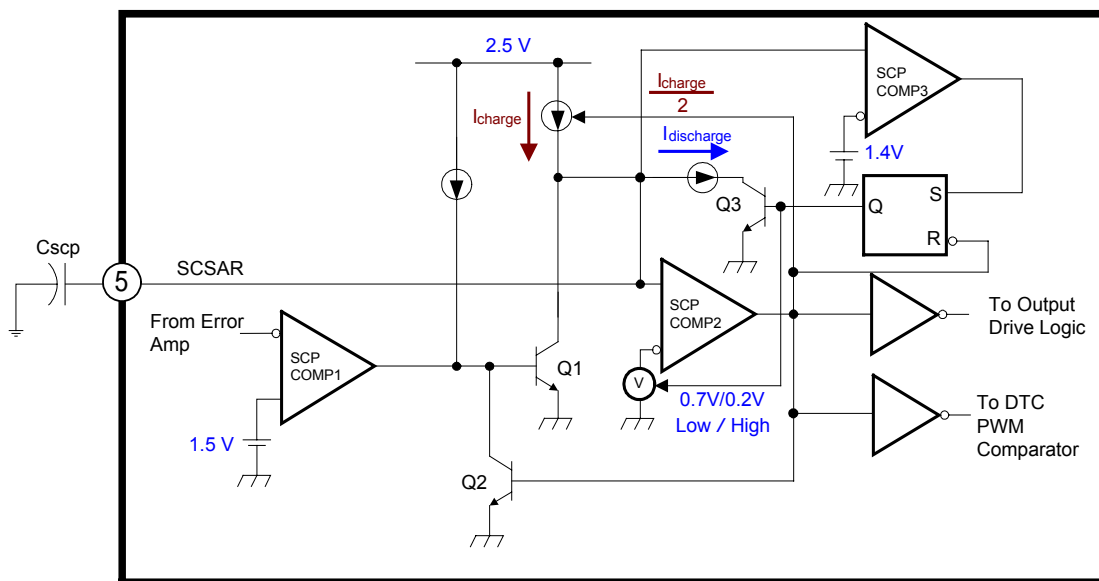 2.5 V
Icharge
Icharge
2
Idischarge
SCP
COMP3
1.4V
Q3
Q
S
R
Cscp
5
SCSAR
From Error
Amp
SCP
COMP1
1.5 V
Q1
Q2
SCP
COMP2
V
0.7V/0.2V
Low / High
To Output
Drive Logic
To DTC
PWM
Comparator